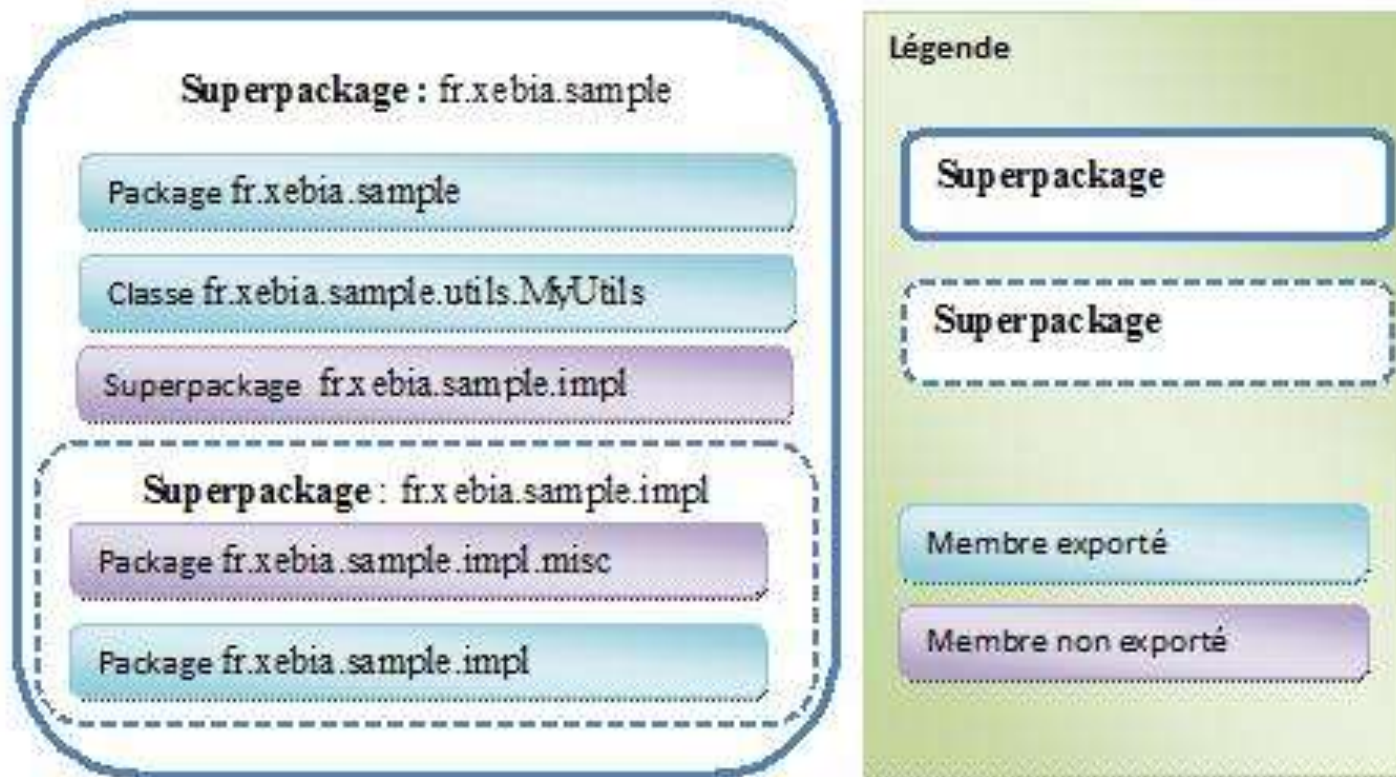 Superpackage : fr.xebia.sample
Package fr.xebia.sample
Classe fr.xebia.sample.utils.MyUtils
Superpackage fr.xebia.sample.impl
Superpackage : fr.xebia.sample.impl
Package fr.xebia.sample.impl.misc
Package fr.xebia.sample.impl
Légende
Superpackage
Superpackage
Membre exporté
Membre non exporté